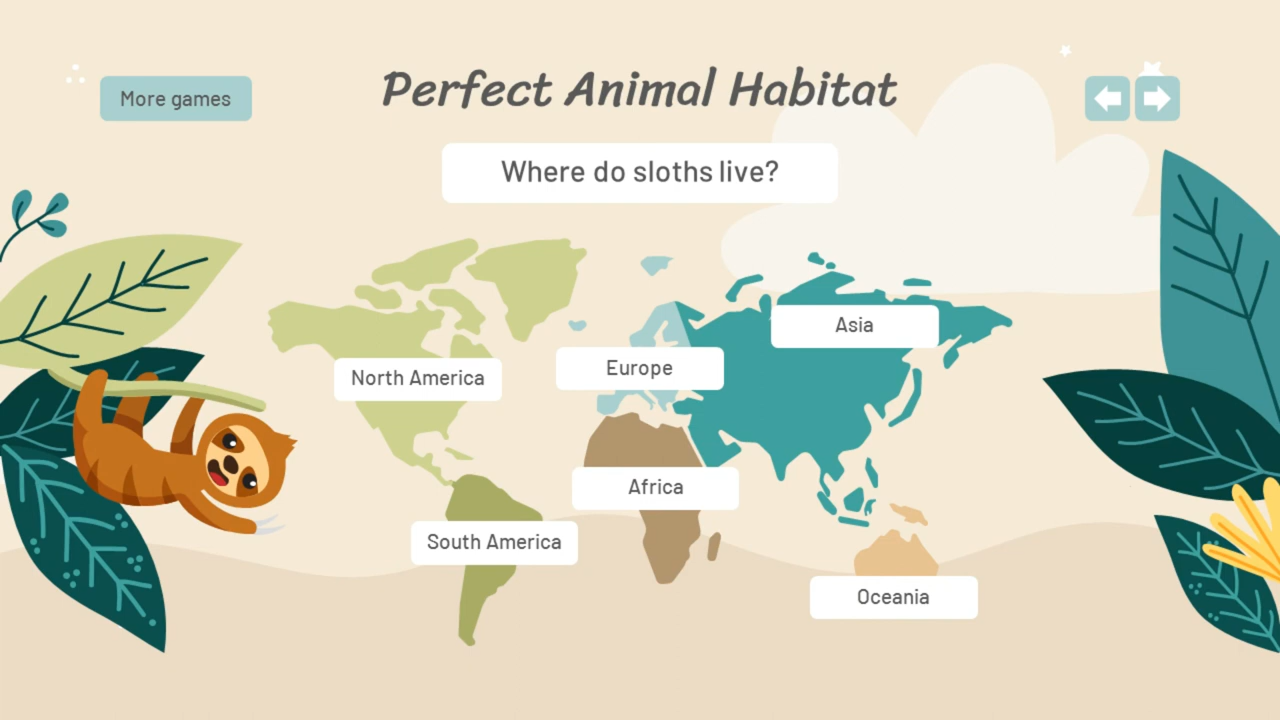 More games
Perfect Animal Habitat
Where do sloths live?
Asia
Europe
North America
Africa
South America
Oceania